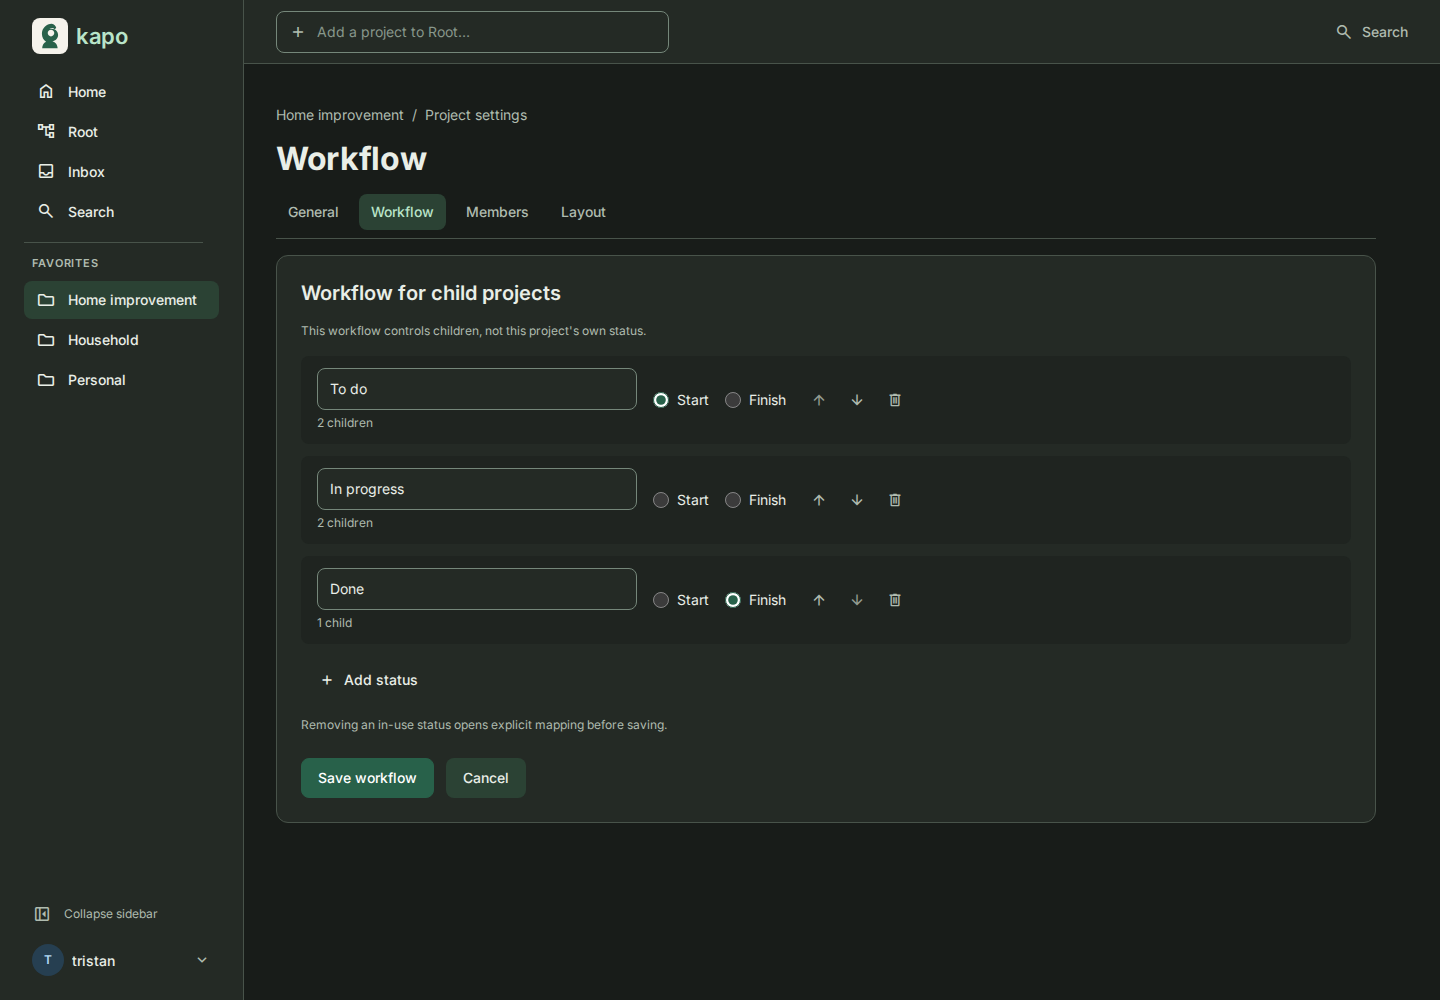 kapo
Add a project to Root...
Search
Home
Root
Inbox
Search
FAVORITES
Home improvement
Household
Personal
Collapse sidebar
T
tristan
Home improvement / Project settings
Workflow
General
Workflow
Members
Layout
Workflow for child projects
This workflow controls children, not this project's own status.
To do
Start
Finish
2 children
In progress
Start
Finish
2 children
Done
Start
Finish
1 child
Add status
Removing an in-use status opens explicit mapping before saving.
Save workflow
Cancel